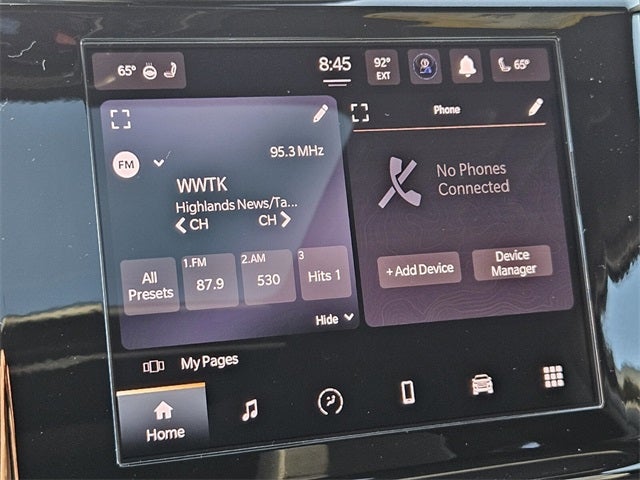 65°
8:45
92°
EXT
65°
Phone
FM
95.3 MHz
WWTK
Highlands News/Ta...
CH
CH
No Phones
Connected
All
Presets
1.FM
87.9
2.AM
530
3
Hits 1
+ Add Device
Device
Manager
Hide
My Pages
Home